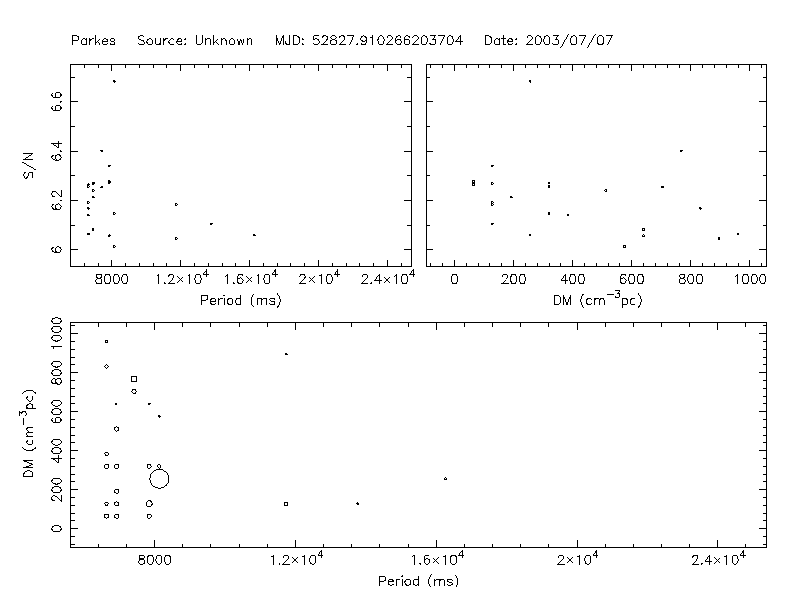 Parkes Source: Unknown MJD: 52827.910266203704 Date: 2003/07/07
S/N
6.6
6.4
6.2
6
8000 1.2×10⁴ 1.6×10⁴ 2×10⁴ 2.4×10⁴
Period (ms)
0 200 400 600 800 1000
DM (cm⁻³pc)
DM (cm⁻³pc)
1000
800
600
400
200
0
8000 1.2×10⁴ 1.6×10⁴ 2×10⁴ 2.4×10⁴
Period (ms)